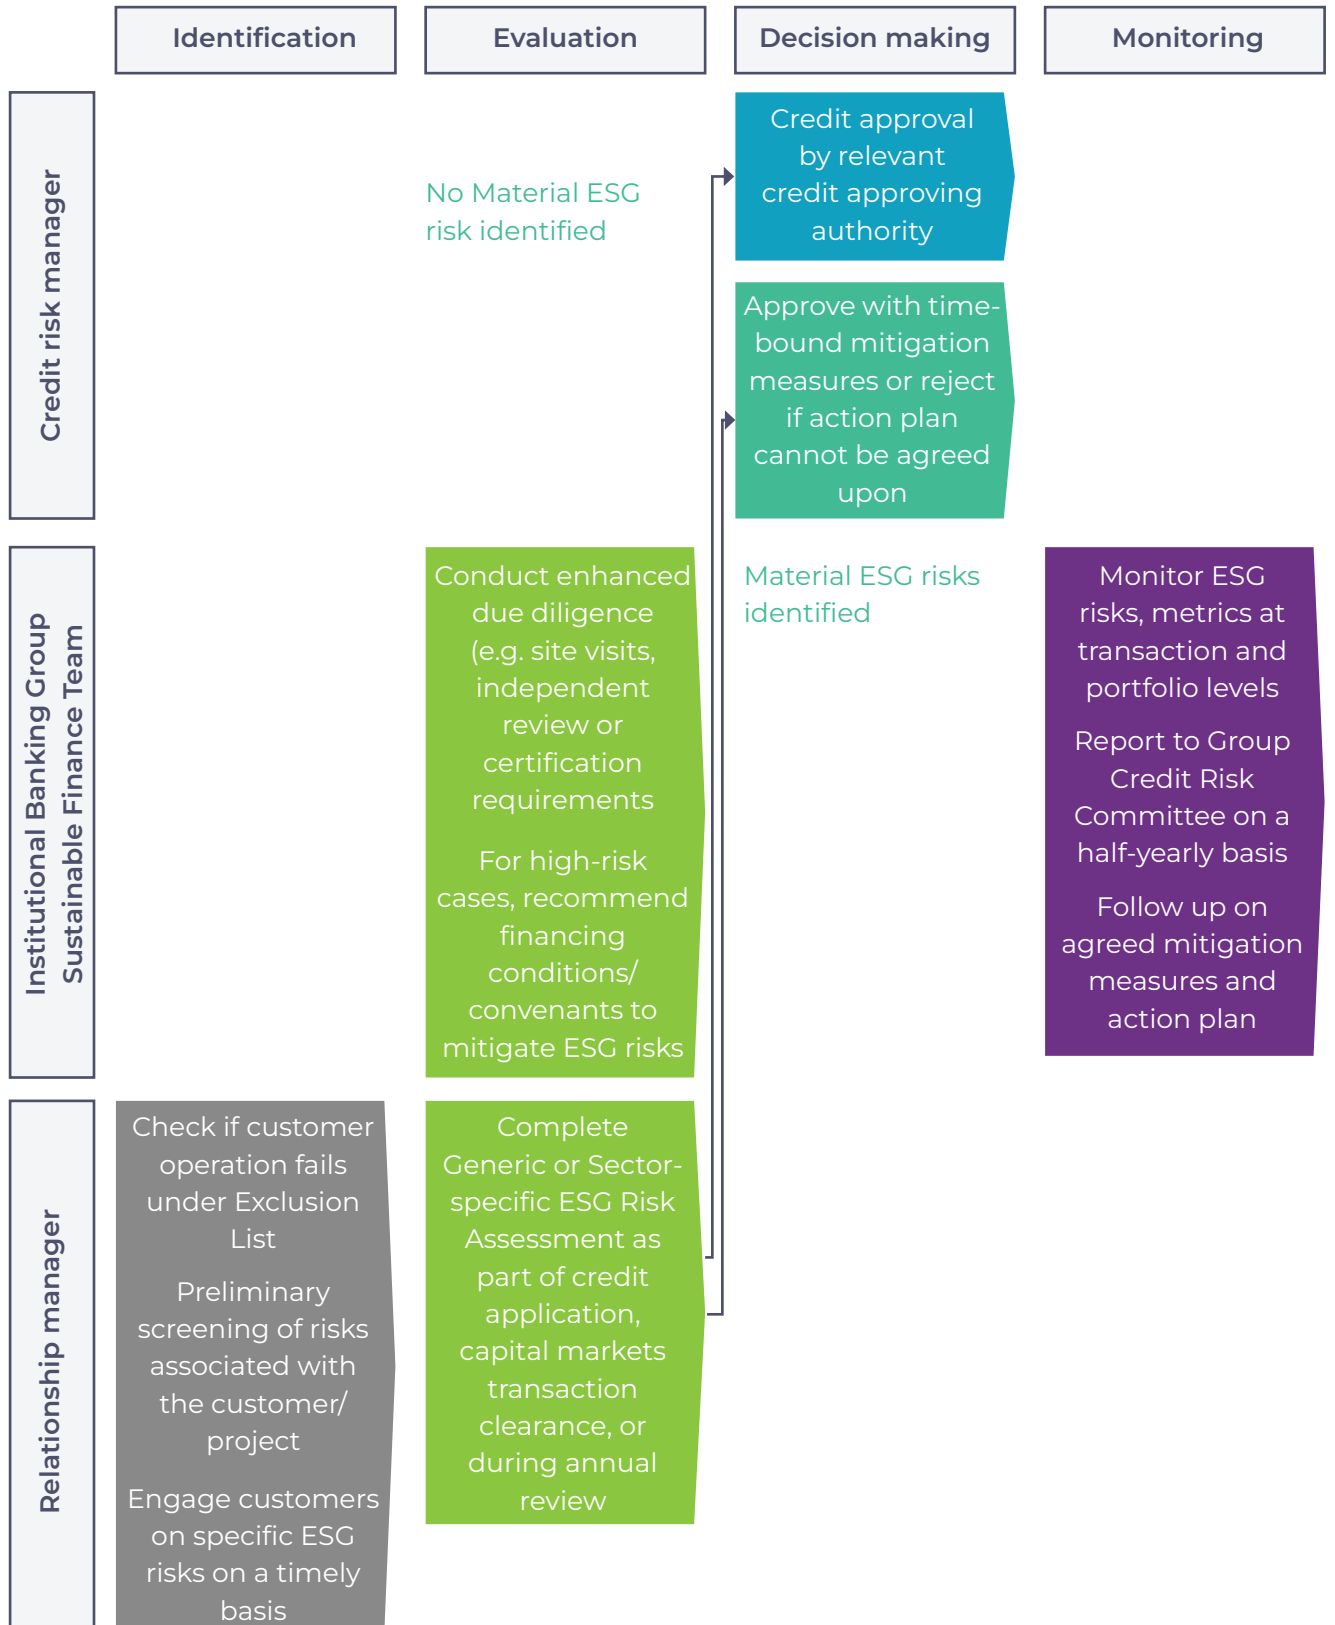 Identification
Evaluation
Decision making
Monitoring
Credit risk manager
No Material ESG
risk identified
Credit approval
by relevant
credit approving
authority
Approve with time-
bound mitigation
measures or reject
if action plan
cannot be agreed
upon
Institutional Banking Group
Sustainable Finance Team
Conduct enhanced
due diligence
(e.g. site visits,
independent
review or
certification
requirements
For high-risk
cases, recommend
financing
conditions/
convenants to
mitigate ESG risks
Material ESG risks
identified
Monitor ESG
risks, metrics at
transaction and
portfolio levels
Report to Group
Credit Risk
Committee on a
half-yearly basis
Follow up on
agreed mitigation
measures and
action plan
Relationship manager
Check if customer
operation fails
under Exclusion
List
Preliminary
screening of risks
associated with
the customer/
project
Engage customers
on specific ESG
risks on a timely
basis
Complete
Generic or Sector-
specific ESG Risk
Assessment as
part of credit
application,
capital markets
transaction
clearance, or
during annual
review